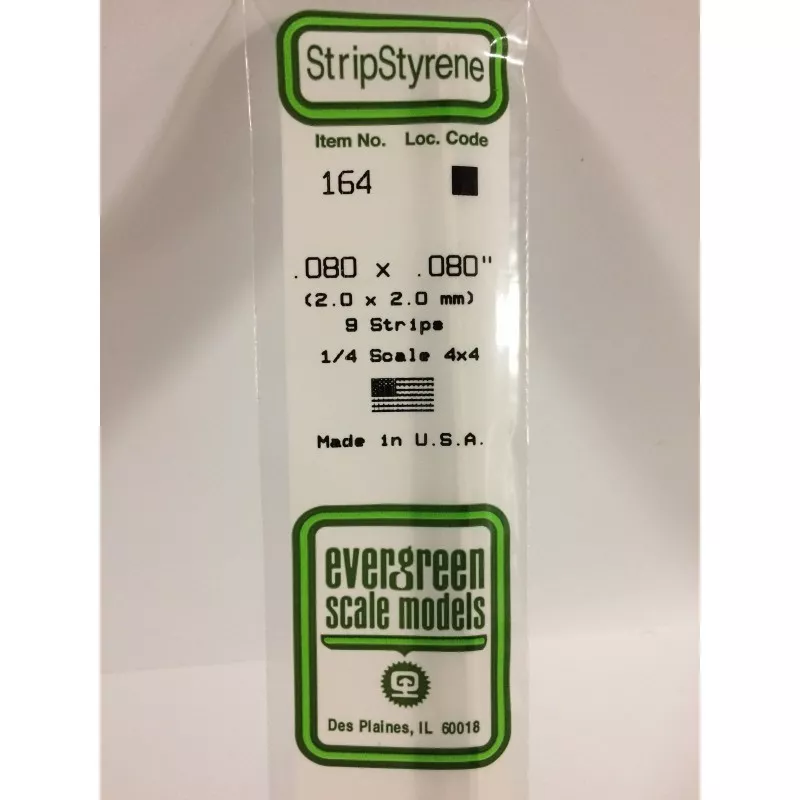 StripStyrene
Item No. Loc. Code
164
.080 x .080"
(2.0 x 2.0 mm)
9 Strips
1/4 Scale 4x4
Made in U.S.A.
evergreen
scale models
Des Plaines, IL 60018